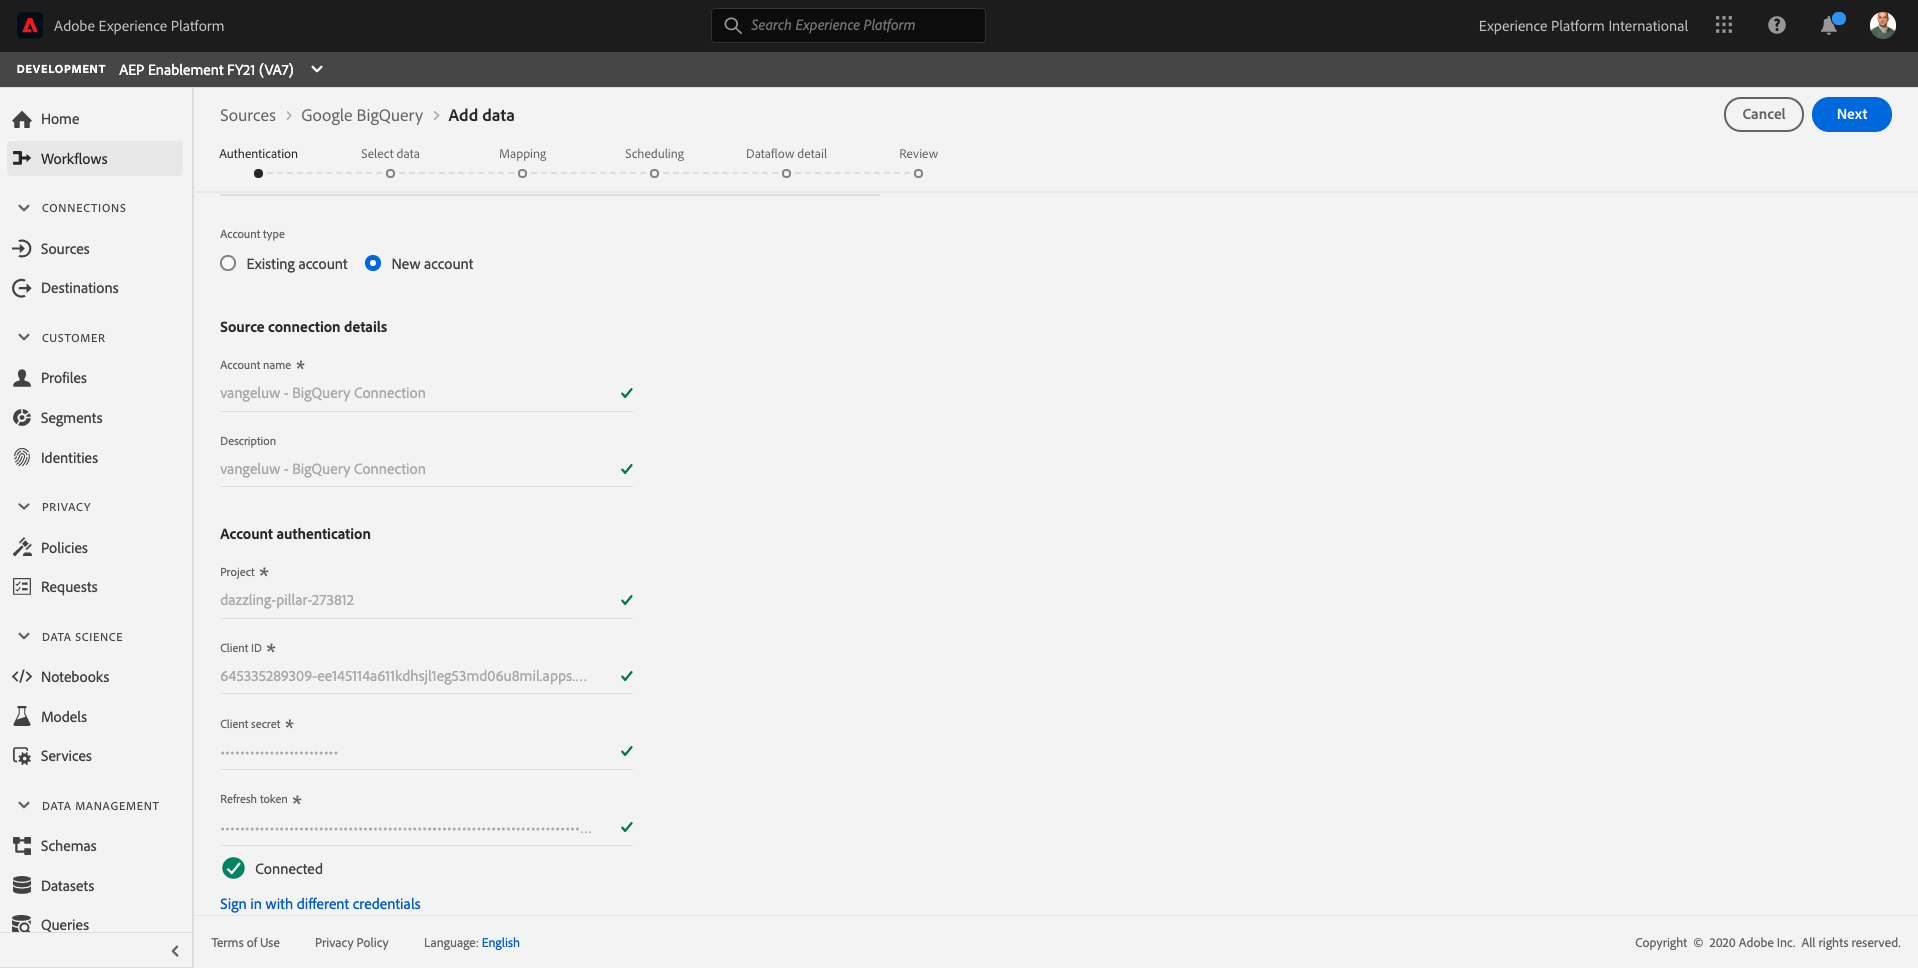 Adobe Experience Platform
Search Experience Platform
Experience Platform International
DEVELOPMENT AEP Enablement FY21 (VA7)
Home
Workflows
CONNECTIONS
Sources
Destinations
CUSTOMER
Profiles
Segments
Identities
PRIVACY
Policies
Requests
DATA SCIENCE
Notebooks
Models
Services
DATA MANAGEMENT
Schemas
Datasets
Queries
Sources > Google BigQuery > Add data
Cancel
Next
Authentication
Select data
Mapping
Scheduling
Dataflow detail
Review
Account type
Existing account
New account
Source connection details
Account name *
vangeluw - BigQuery Connection
Description
vangeluw - BigQuery Connection
Account authentication
Project *
dazzling-pillar-273812
Client ID *
645335289309-ee145114a611kdhsjl1eg53md06u8mil.apps....
Client secret *
Refresh token *
Connected
Sign in with different credentials
Terms of Use
Privacy Policy
Language: English
Copyright © 2020 Adobe Inc. All rights reserved.